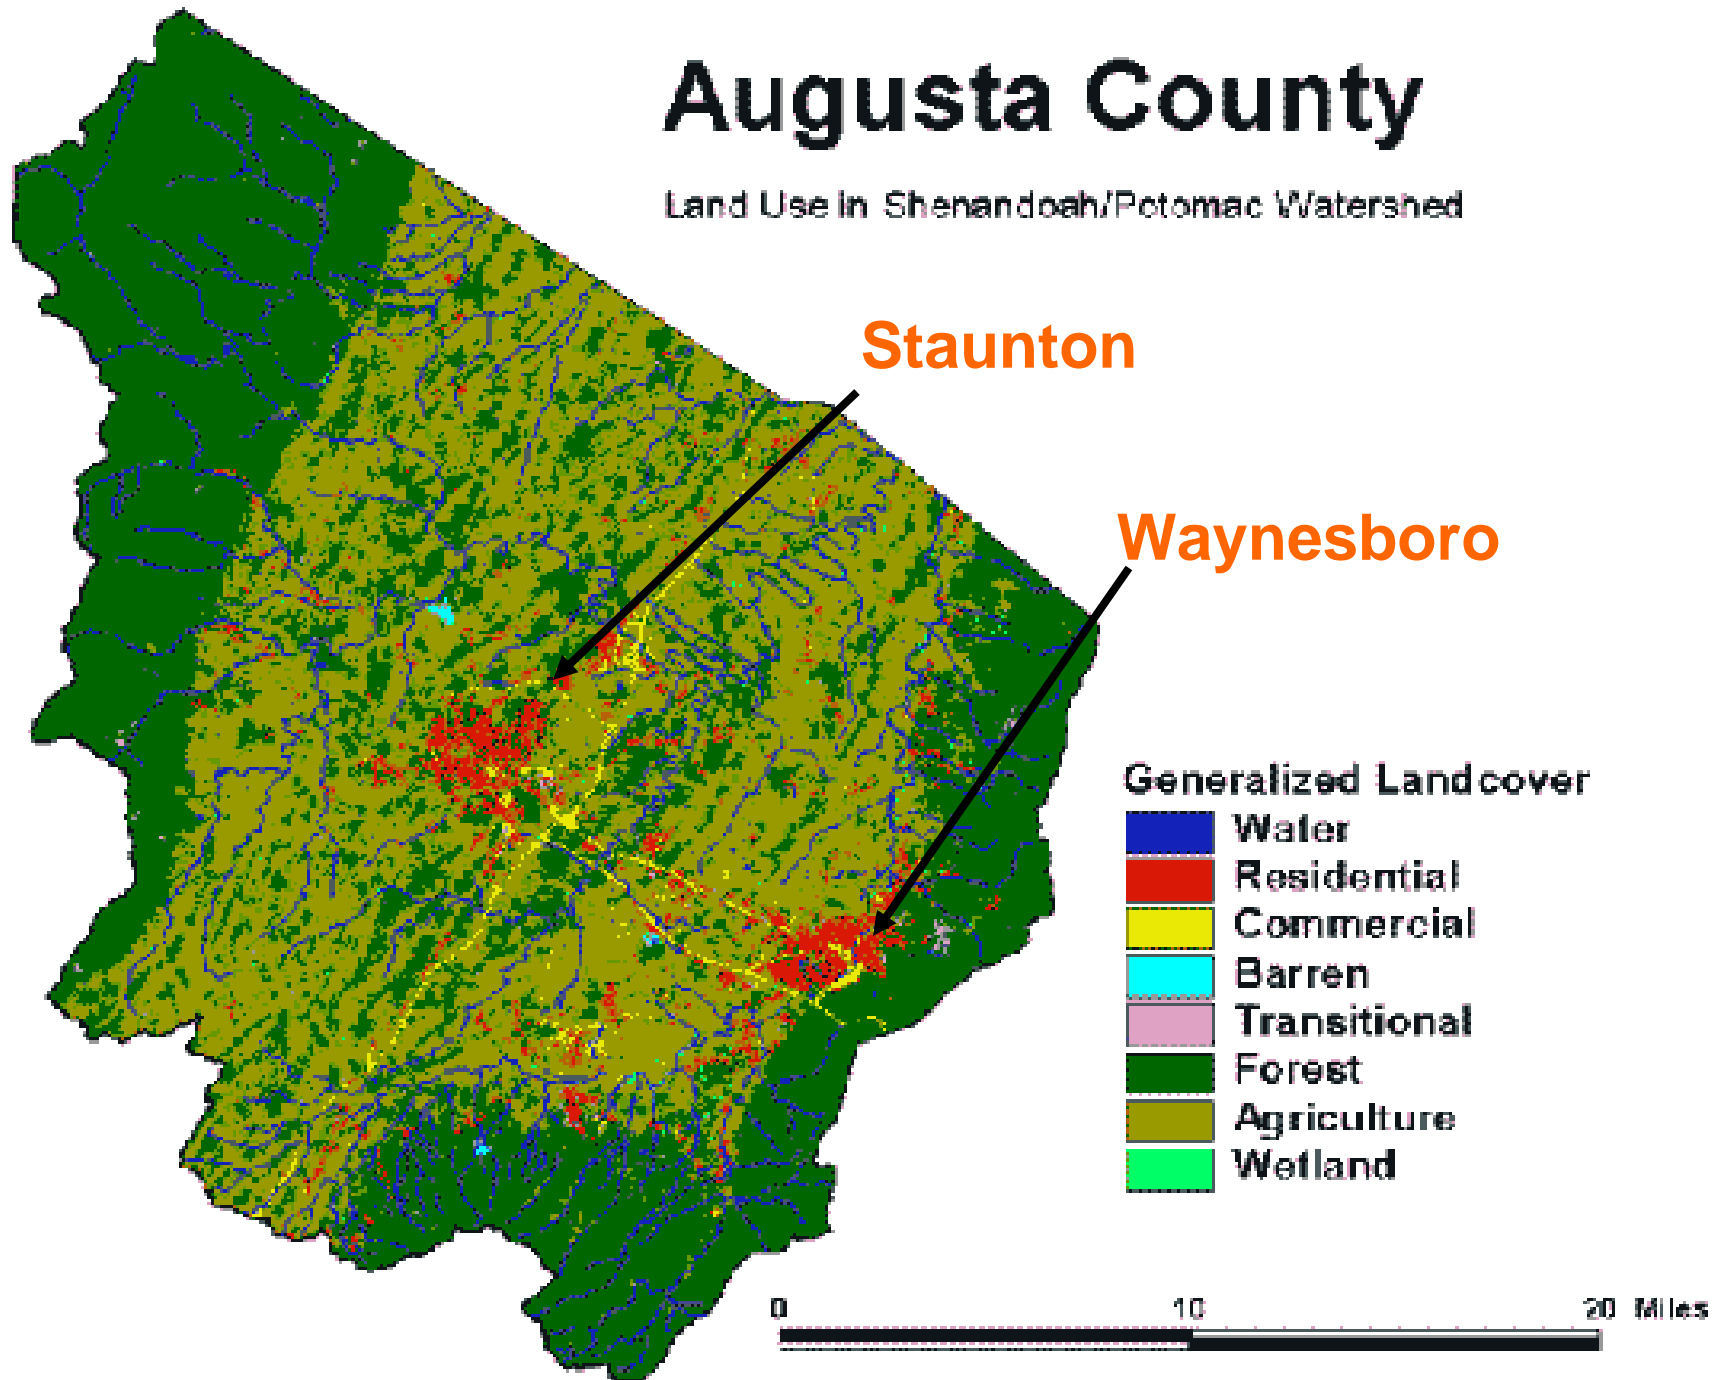 Augusta County
Land Use in Shenandoah/Potomac Watershed
Staunton
Waynesboro
Generalized Landcover
Water
Residential
Commercial
Barren
Transitional
Forest
Agriculture
Wetland
0 10 20 Miles